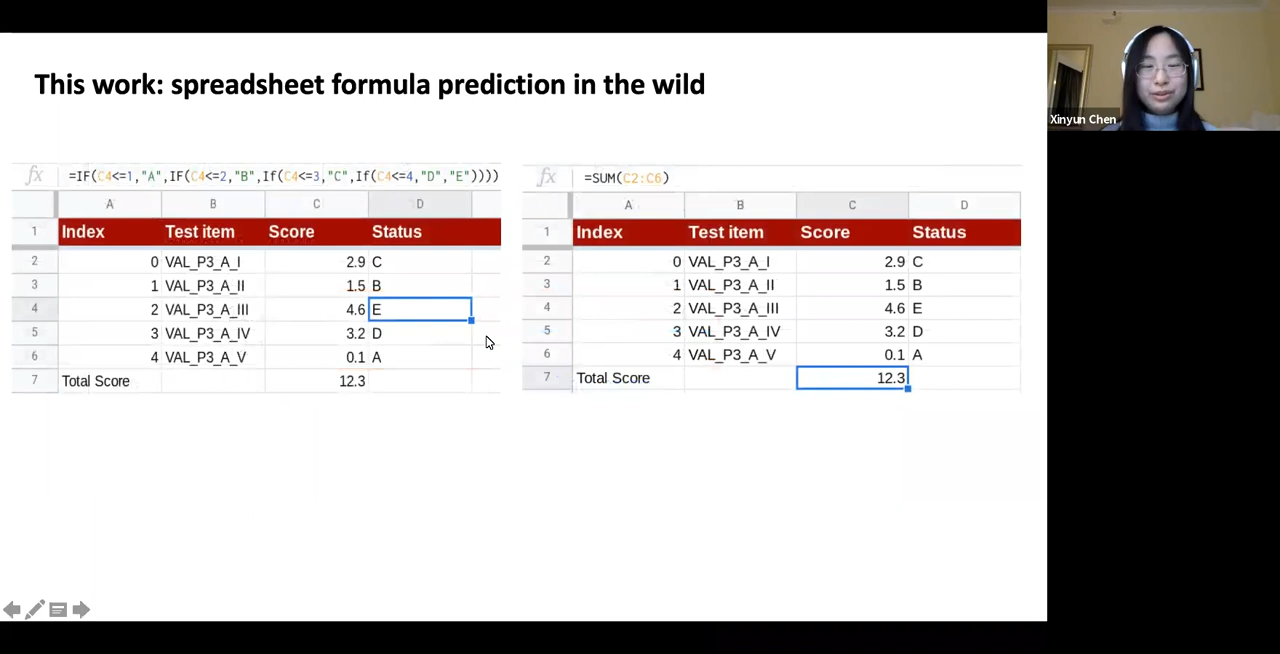 This work: spreadsheet formula prediction in the wild
Xinyun Chen
fx =IF(C4<=1,"A",IF(C4<=2,"B",If(C4<=3,"C",If(C4<=4,"D","E"))))
A B C D
1 Index Test item Score Status
2 0 VAL_P3_A_I 2.9 C
3 1 VAL_P3_A_II 1.5 B
4 2 VAL_P3_A_III 4.6 E
5 3 VAL_P3_A_IV 3.2 D
6 4 VAL_P3_A_V 0.1 A
7 Total Score 12.3
fx =SUM(C2:C6)
A B C D
1 Index Test item Score Status
2 0 VAL_P3_A_I 2.9 C
3 1 VAL_P3_A_II 1.5 B
4 2 VAL_P3_A_III 4.6 E
5 3 VAL_P3_A_IV 3.2 D
6 4 VAL_P3_A_V 0.1 A
7 Total Score 12.3